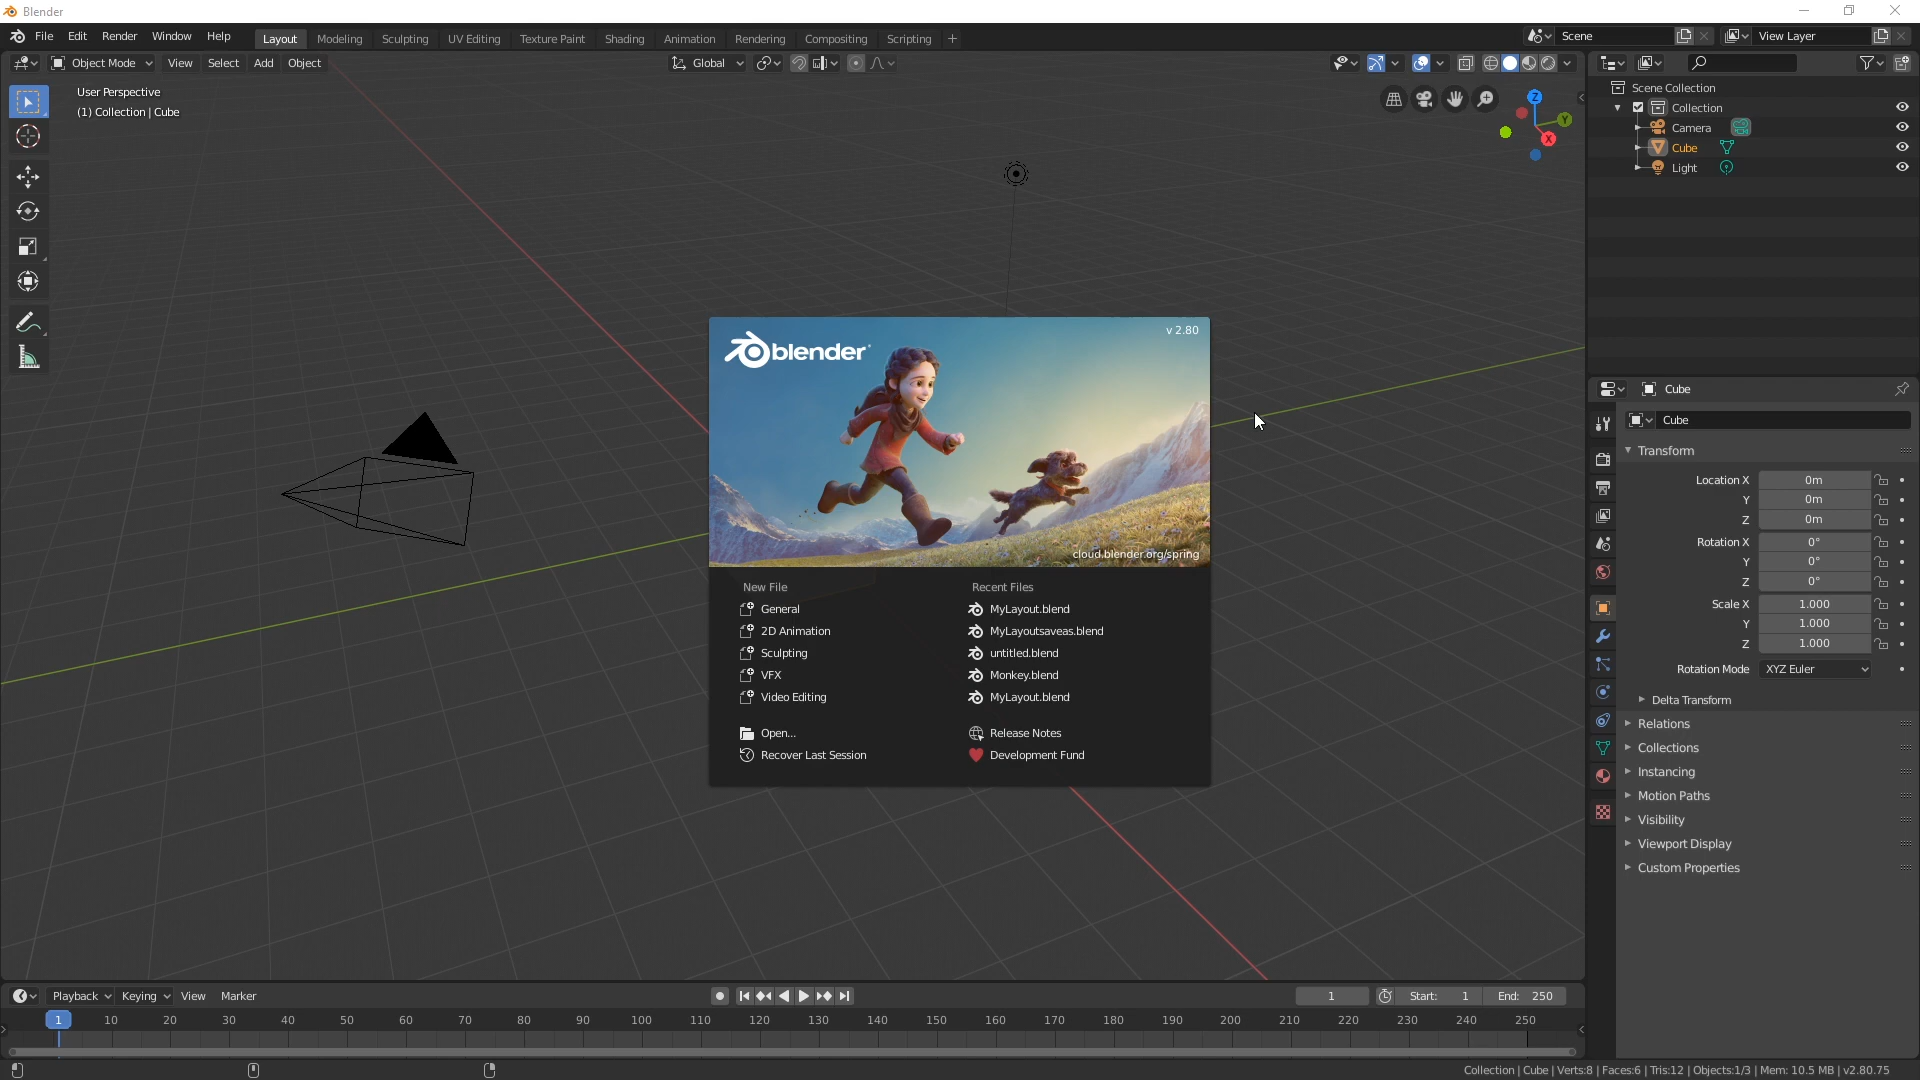 Blender
File Edit Render Window Help
Layout Modeling Sculpting UV Editing Texture Paint Shading Animation Rendering Compositing Scripting +
Scene
View Layer
Object Mode View Select Add Object
Global
User Perspective
(1) Collection | Cube
Z
Y
X
Scene Collection
Collection
Camera
Cube
Light
blender
v 2.80
cloud.blender.org/spring
New File
General
2D Animation
Sculpting
VFX
Video Editing
Open...
Recover Last Session
Recent Files
MyLayout.blend
MyLayoutsaveas.blend
untitled.blend
Monkey.blend
MyLayout.blend
Release Notes
Development Fund
Cube
Cube
Transform
Location X 0m
Y 0m
Z 0m
Rotation X 0°
Y 0°
Z 0°
Scale X 1.000
Y 1.000
Z 1.000
Rotation Mode XYZ Euler
Delta Transform
Relations
Collections
Instancing
Motion Paths
Visibility
Viewport Display
Custom Properties
Playback Keying View Marker
1 Start: 1 End: 250
1 10 20 30 40 50 60 70 80 90 100 110 120 130 140 150 160 170 180 190 200 210 220 230 240 250
Collection | Cube | Verts:8 | Faces:6 | Tris:12 | Objects:1/3 | Mem: 10.5 MB | v2.80.75